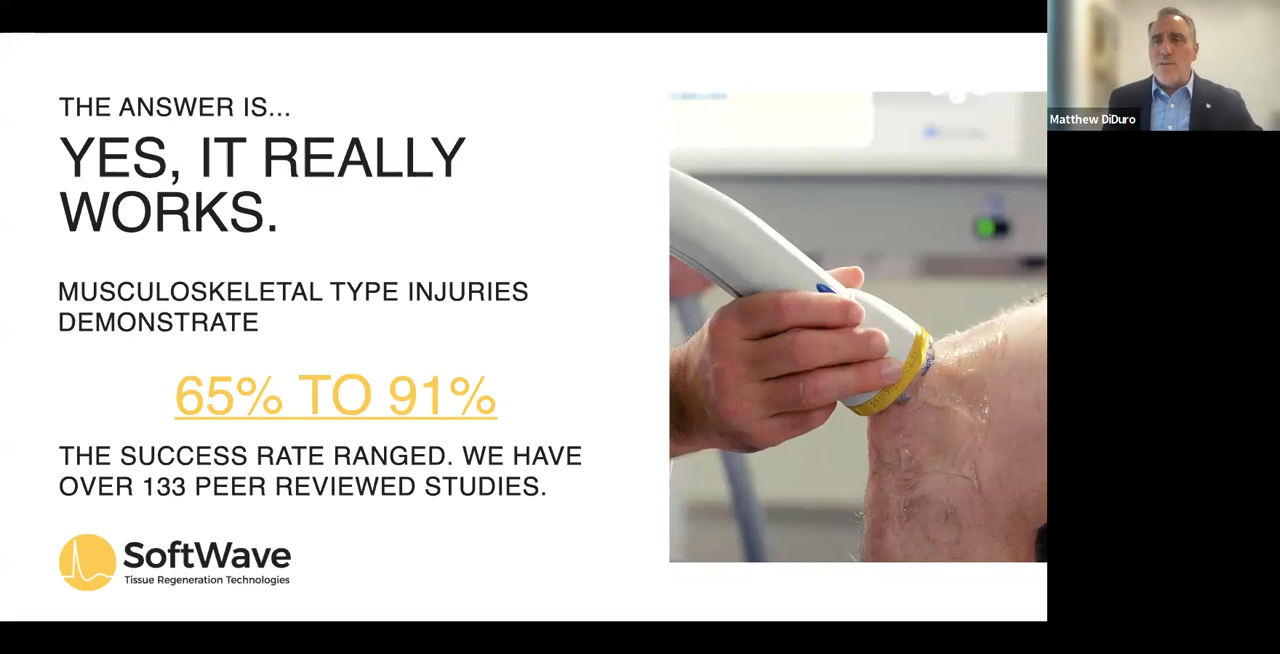 THE ANSWER IS...
YES, IT REALLY
WORKS.
MUSCULOSKELETAL TYPE INJURIES
DEMONSTRATE
65% TO 91%
THE SUCCESS RATE RANGED. WE HAVE
OVER 133 PEER REVIEWED STUDIES.
SoftWave
Tissue Regeneration Technologies
Matthew DiDuro